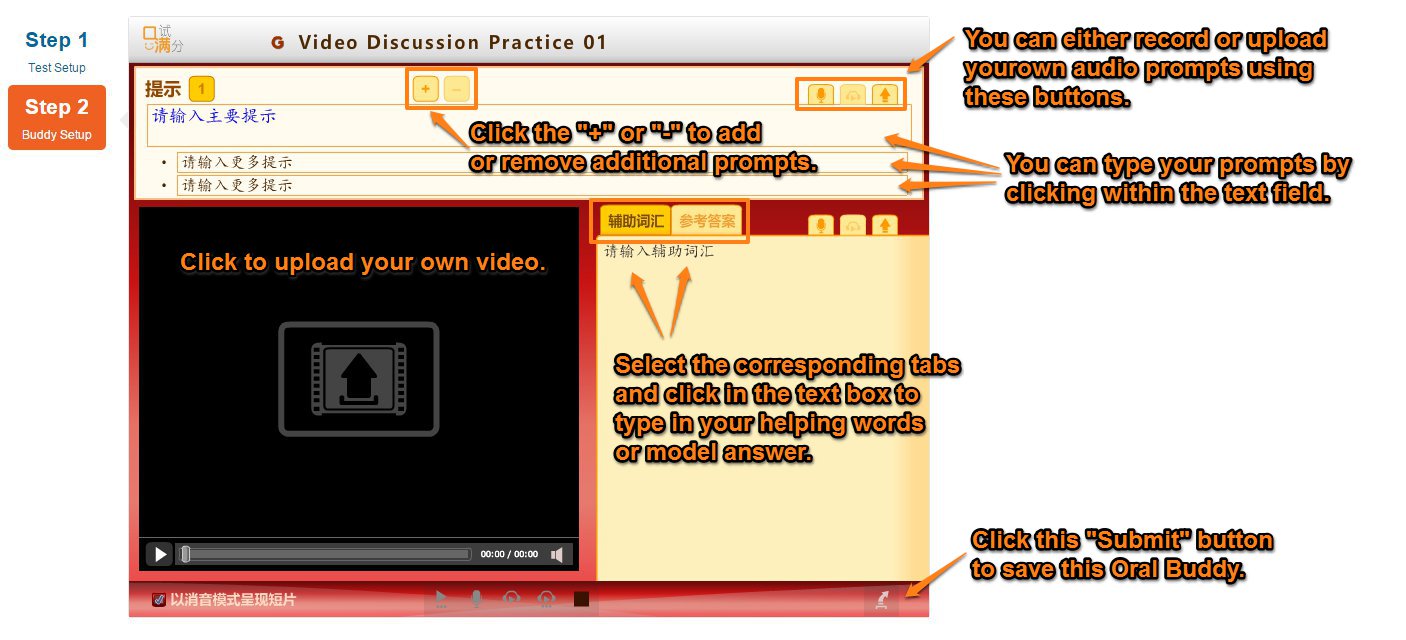 Step 1
Test Setup
Step 2
Buddy Setup
口试
满分
G Video Discussion Practice 01
提示 1
+ −
请输入主要提示
• 请输入更多提示
• 请输入更多提示
You can either record or upload
yourown audio prompts using
these buttons.
Click the "+" or "-" to add
or remove additional prompts.
You can type your prompts by
clicking within the text field.
辅助词汇 参考答案
请输入辅助词汇
Click to upload your own video.
Select the corresponding tabs
and click in the text box to
type in your helping words
or model answer.
00:00 / 00:00
Click this "Submit" button
to save this Oral Buddy.
以消音模式呈现短片